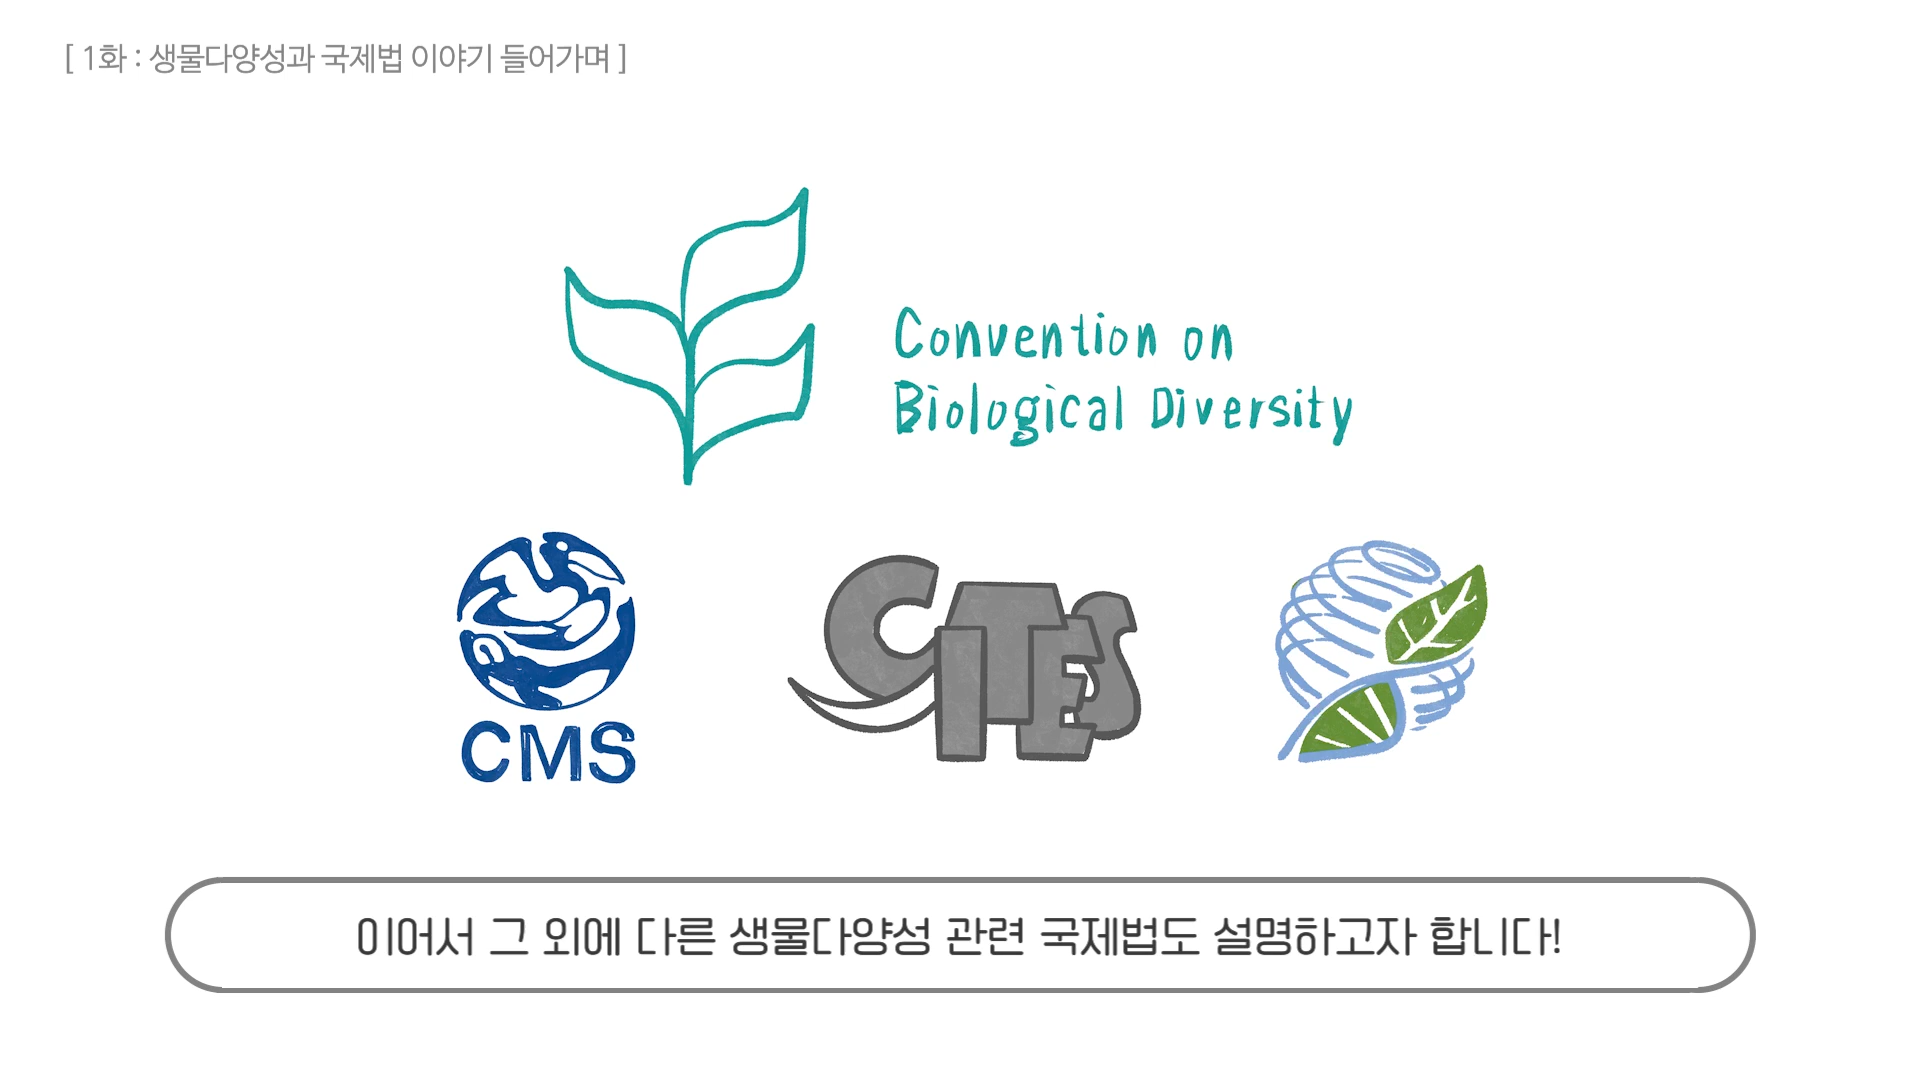 [ 1화 : 생물다양성과 국제법 이야기 들어가며 ]
Convention on
Biological Diversity
CMS
CITES
이어서 그 외에 다른 생물다양성 관련 국제법도 설명하고자 합니다!